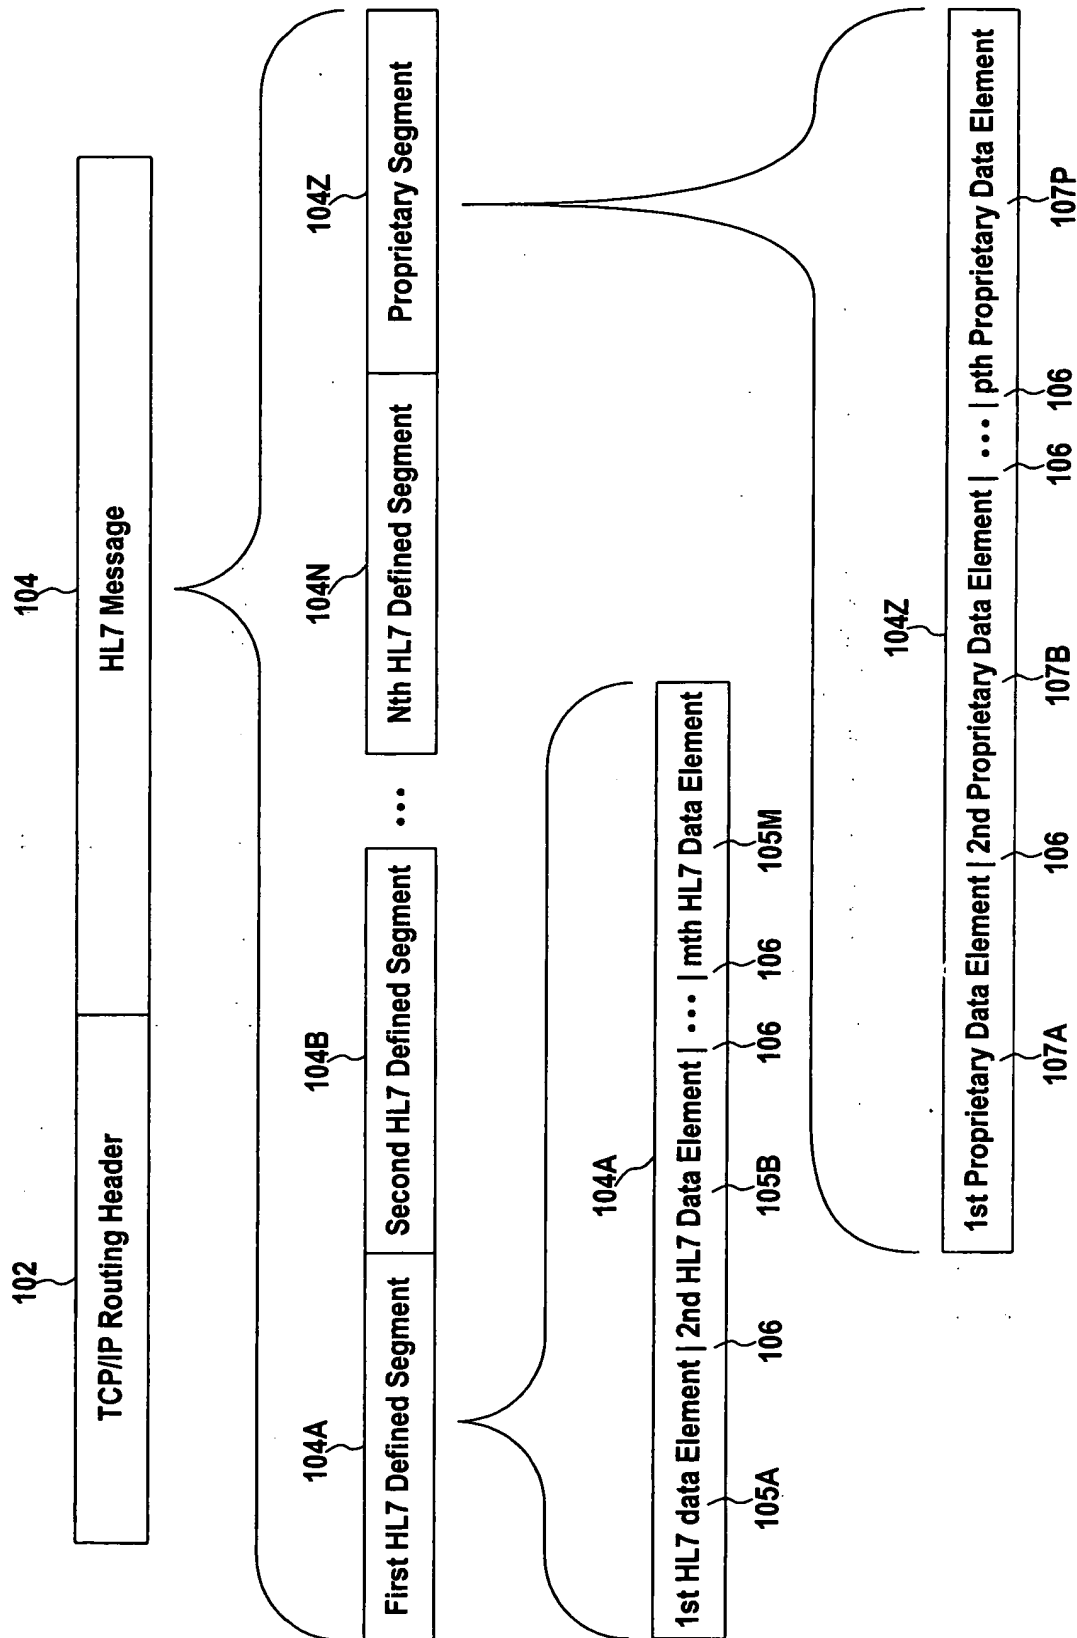 102
104
TCP/IP Routing Header
HL7 Message
104A
104B
104N
104Z
First HL7 Defined Segment
Second HL7 Defined Segment
•••
Nth HL7 Defined Segment
Proprietary Segment
104A
1st HL7 data Element | 2nd HL7 Data Element | ••• | mth HL7 Data Element
105A
106
105B
106
106
105M
104Z
1st Proprietary Data Element | 2nd Proprietary Data Element | ••• | pth Proprietary Data Element
107A
106
107B
106
106
107P